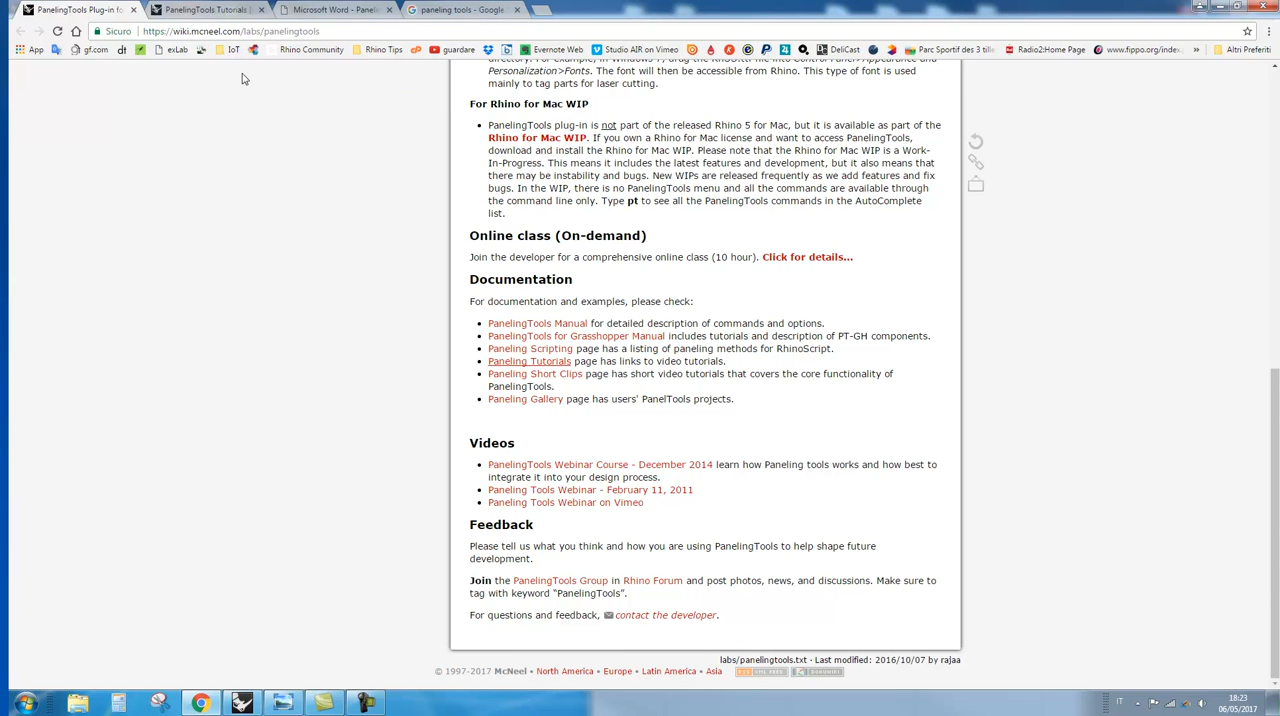 PanelingTools Plug-in fo
PanelingTools Tutorials [
Microsoft Word - Paneli
paneling tools - Google
Sicuro
https://wiki.mcneel.com/labs/panelingtools
App
gf.com
dt
exLab
IoT
Rhino Community
Rhino Tips
cp
guardare
Evernote Web
Studio AIR on Vimeo
DeliCast
Parc Sportif des 3 tille
Radio2:Home Page
www.fippo.org/index
»
Altri Preferiti
Personalization>Fonts. The font will then be accessible from Rhino. This type of font is used
mainly to tag parts for laser cutting.
For Rhino for Mac WIP
PanelingTools plug-in is not part of the released Rhino 5 for Mac, but it is available as part of the
Rhino for Mac WIP. If you own a Rhino for Mac license and want to access PanelingTools,
download and install the Rhino for Mac WIP. Please note that the Rhino for Mac WIP is a Work-
In-Progress. This means it includes the latest features and development, but it also means that
there may be instability and bugs. New WIPs are released frequently as we add features and fix
bugs. In the WIP, there is no PanelingTools menu and all the commands are available through
the command line only. Type pt to see all the PanelingTools commands in the AutoComplete
list.
Online class (On-demand)
Join the developer for a comprehensive online class (10 hour). Click for details...
Documentation
For documentation and examples, please check:
PanelingTools Manual for detailed description of commands and options.
PanelingTools for Grasshopper Manual includes tutorials and description of PT-GH components.
Paneling Scripting page has a listing of paneling methods for RhinoScript.
Paneling Tutorials page has links to video tutorials.
Paneling Short Clips page has short video tutorials that covers the core functionality of
PanelingTools.
Paneling Gallery page has users' PanelTools projects.
Videos
PanelingTools Webinar Course - December 2014 learn how Paneling tools works and how best to
integrate it into your design process.
Paneling Tools Webinar - February 11, 2011
Paneling Tools Webinar on Vimeo
Feedback
Please tell us what you think and how you are using PanelingTools to help shape future
development.
Join the PanelingTools Group in Rhino Forum and post photos, news, and discussions. Make sure to
tag with keyword “PanelingTools”.
For questions and feedback, contact the developer.
labs/panelingtools.txt - Last modified: 2016/10/07 by rajaa
© 1997-2017 McNeel • North America • Europe • Latin America • Asia
IT
18:23
06/05/2017